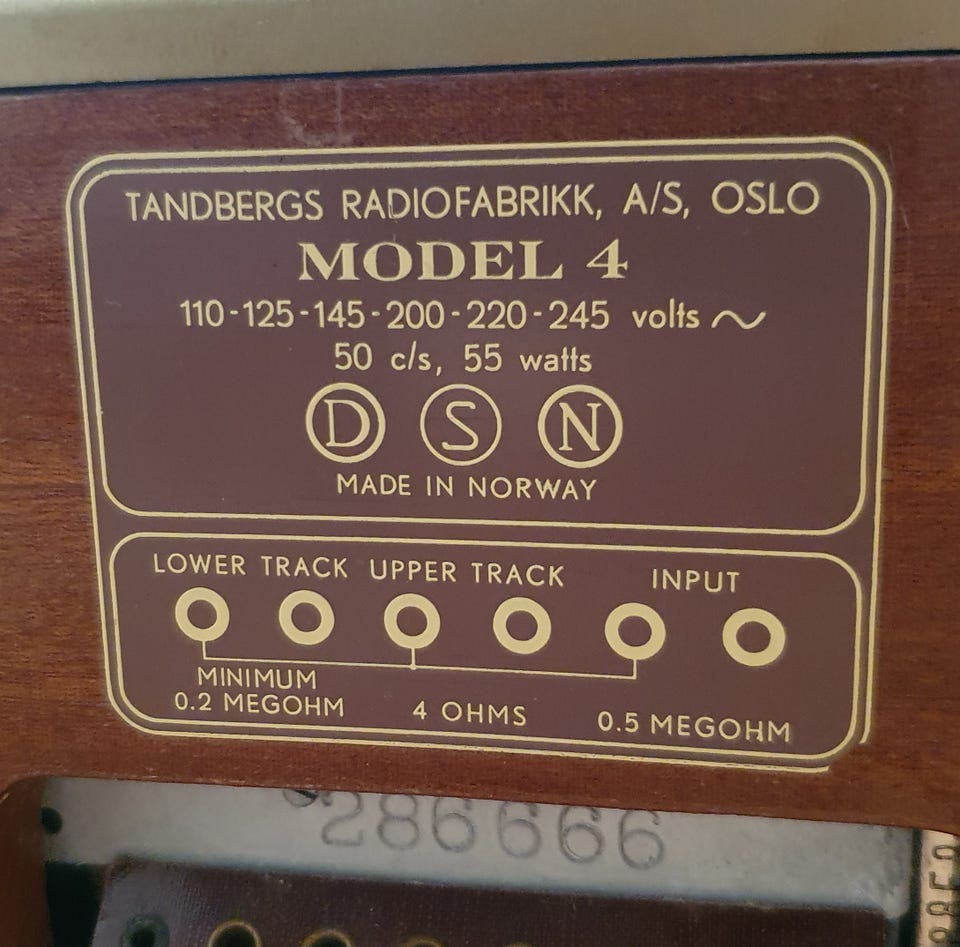 TANDBERGS RADIOFABRIKK, A/S, OSLO
MODEL 4
110-125-145-200-220-245 volts ~
50 c/s, 55 watts
D S N
MADE IN NORWAY
LOWER TRACK UPPER TRACK INPUT
MINIMUM
0.2 MEGOHM 4 OHMS 0.5 MEGOHM
286666